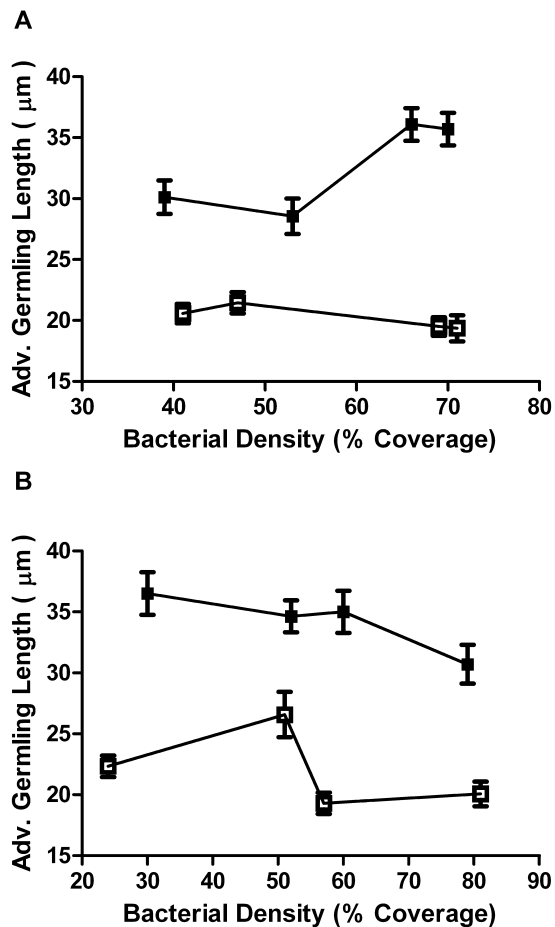 A
40
35
30
25
20
15
Adv. Germling Length ( μm )
30 40 50 60 70 80
Bacterial Density (% Coverage)
B
40
35
30
25
20
15
Adv. Germling Length ( μm )
20 30 40 50 60 70 80 90
Bacterial Density (% Coverage)